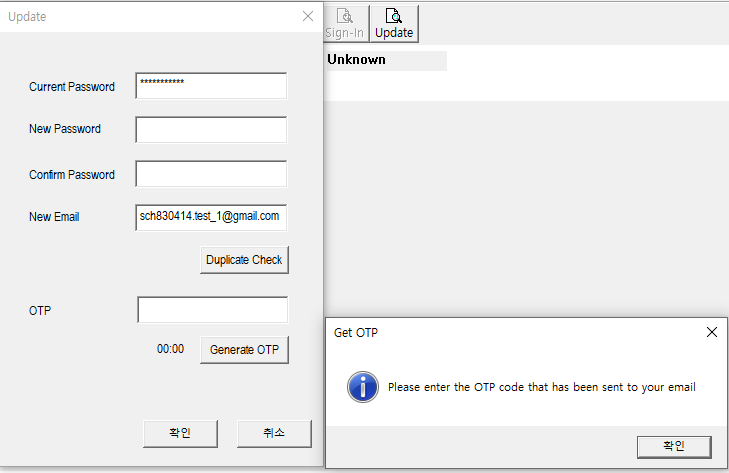 Update
Sign-In
Update
Unknown
Current Password
***********
New Password
Confirm Password
New Email
sch830414.test_1@gmail.com
Duplicate Check
OTP
00:00
Generate OTP
확인
취소
Get OTP
Please enter the OTP code that has been sent to your email
확인